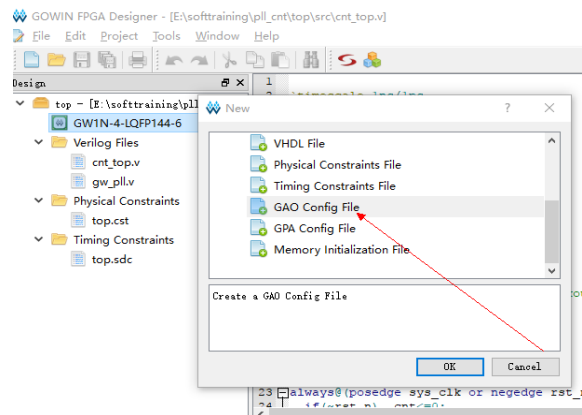 GOWIN FPGA Designer - [E:\softtraining\pll_cnt\top\src\cnt_top.v]
File Edit Project Tools Window Help
Design
1
top - [E:\softtraining\pll
GW1N-4-LQFP144-6
Verilog Files
cnt_top.v
gw_pll.v
Physical Constraints
top.cst
Timing Constraints
top.sdc
New
VHDL File
Physical Constraints File
Timing Constraints File
GAO Config File
GPA Config File
Memory Initialization File
Create a GAO Config File
OK Cancel
23 always@(posedge sys_clk or negedge rst_n
24 if(~rst_n) cnt<=0;